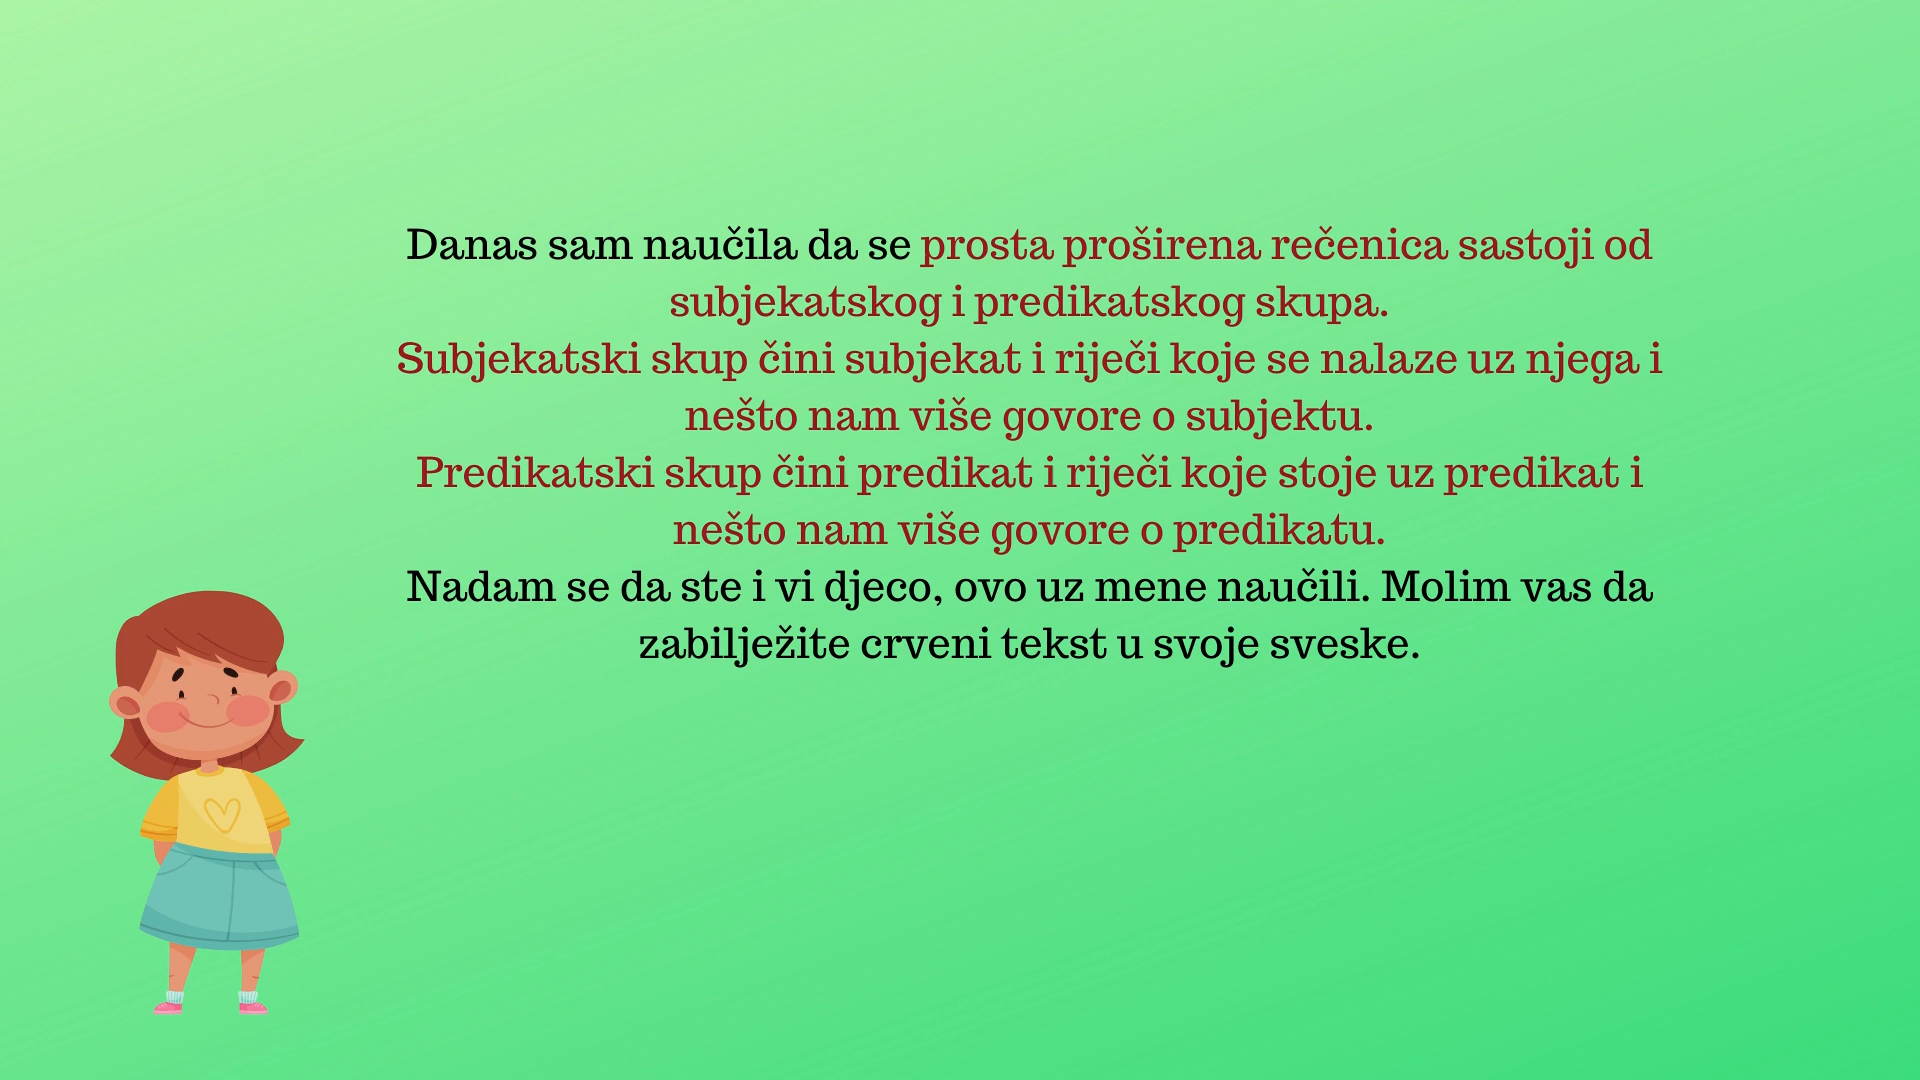 Danas sam naučila da se prosta proširena rečenica sastoji od
subjekatskog i predikatskog skupa.
Subjekatski skup čini subjekat i riječi koje se nalaze uz njega i
nešto nam više govore o subjektu.
Predikatski skup čini predikat i riječi koje stoje uz predikat i
nešto nam više govore o predikatu.
Nadam se da ste i vi djeco, ovo uz mene naučili. Molim vas da
zabilježite crveni tekst u svoje sveske.